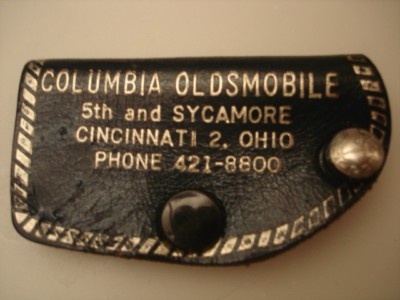 COLUMBIA OLDSMOBILE
5th and SYCAMORE
CINCINNATI 2, OHIO
PHONE 421-8800